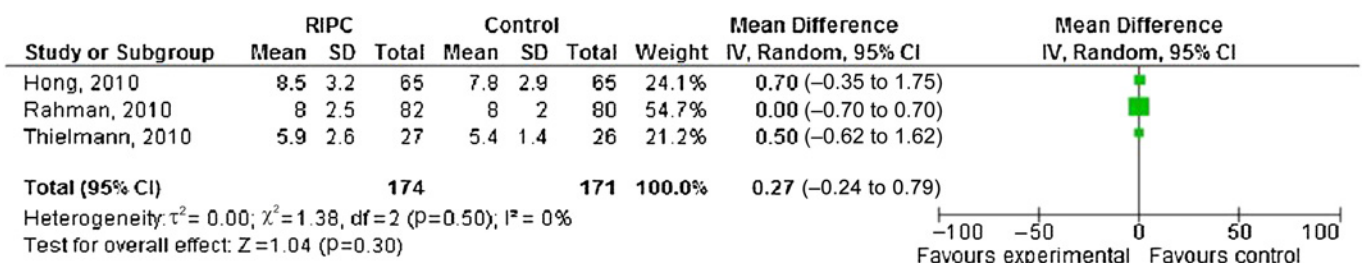 RIPC Control Mean Difference Mean Difference
Study or Subgroup Mean SD Total Mean SD Total Weight IV, Random, 95% CI IV, Random, 95% CI
Hong, 2010 8.5 3.2 65 7.8 2.9 65 24.1% 0.70 (−0.35 to 1.75)
Rahman, 2010 8 2.5 82 8 2 80 54.7% 0.00 (−0.70 to 0.70)
Thielmann, 2010 5.9 2.6 27 5.4 1.4 26 21.2% 0.50 (−0.62 to 1.62)
Total (95% CI) 174 171 100.0% 0.27 (−0.24 to 0.79)
Heterogeneity: τ²= 0.00; χ²=1.38, df=2 (P=0.50); I² = 0%
Test for overall effect: Z=1.04 (P=0.30)
−100 −50 0 50 100
Favours experimental Favours control